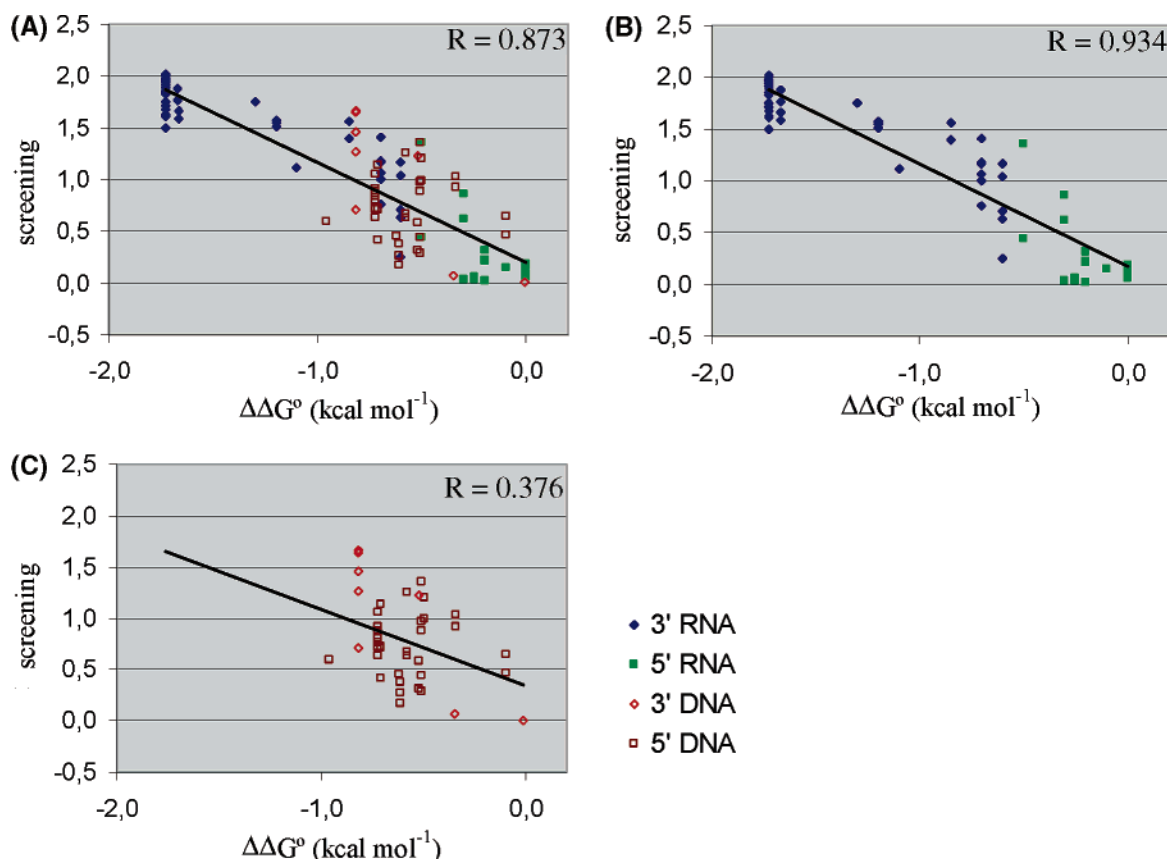 (A)
R = 0.873
2,5
2,0
1,5
1,0
0,5
0,0
-0,5
screening
-2,0 -1,0 0,0
ΔΔGº (kcal mol⁻¹)
(B)
R = 0.934
2,5
2,0
1,5
1,0
0,5
0,0
-0,5
screening
-2,0 -1,0 0,0
ΔΔGº (kcal mol⁻¹)
(C)
R = 0.376
2,5
2,0
1,5
1,0
0,5
0,0
-0,5
screening
-2,0 -1,0 0,0
ΔΔGº (kcal mol⁻¹)
3' RNA
5' RNA
3' DNA
5' DNA